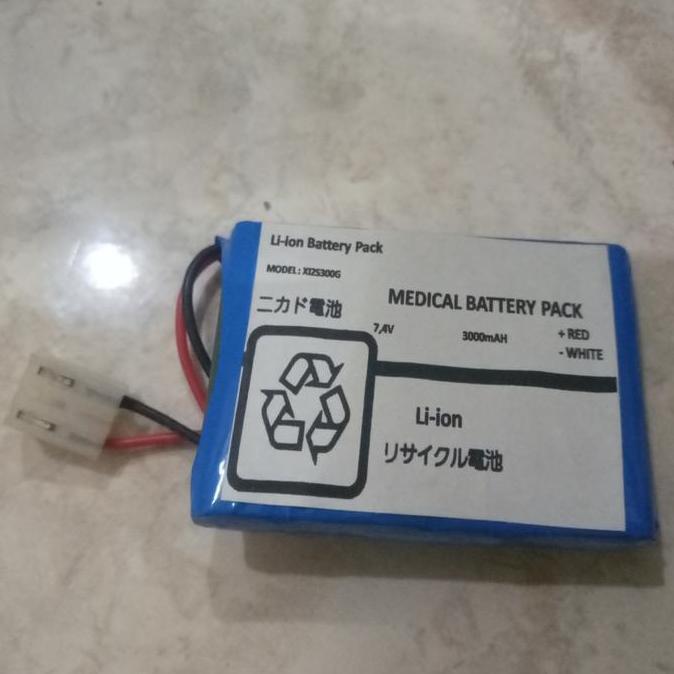 Li-ion Battery Pack
MODEL: XI2S300G
ニカド電池
MEDICAL BATTERY PACK
7,4V 3000mAH + RED
- WHITE
Li-ion
リサイクル電池